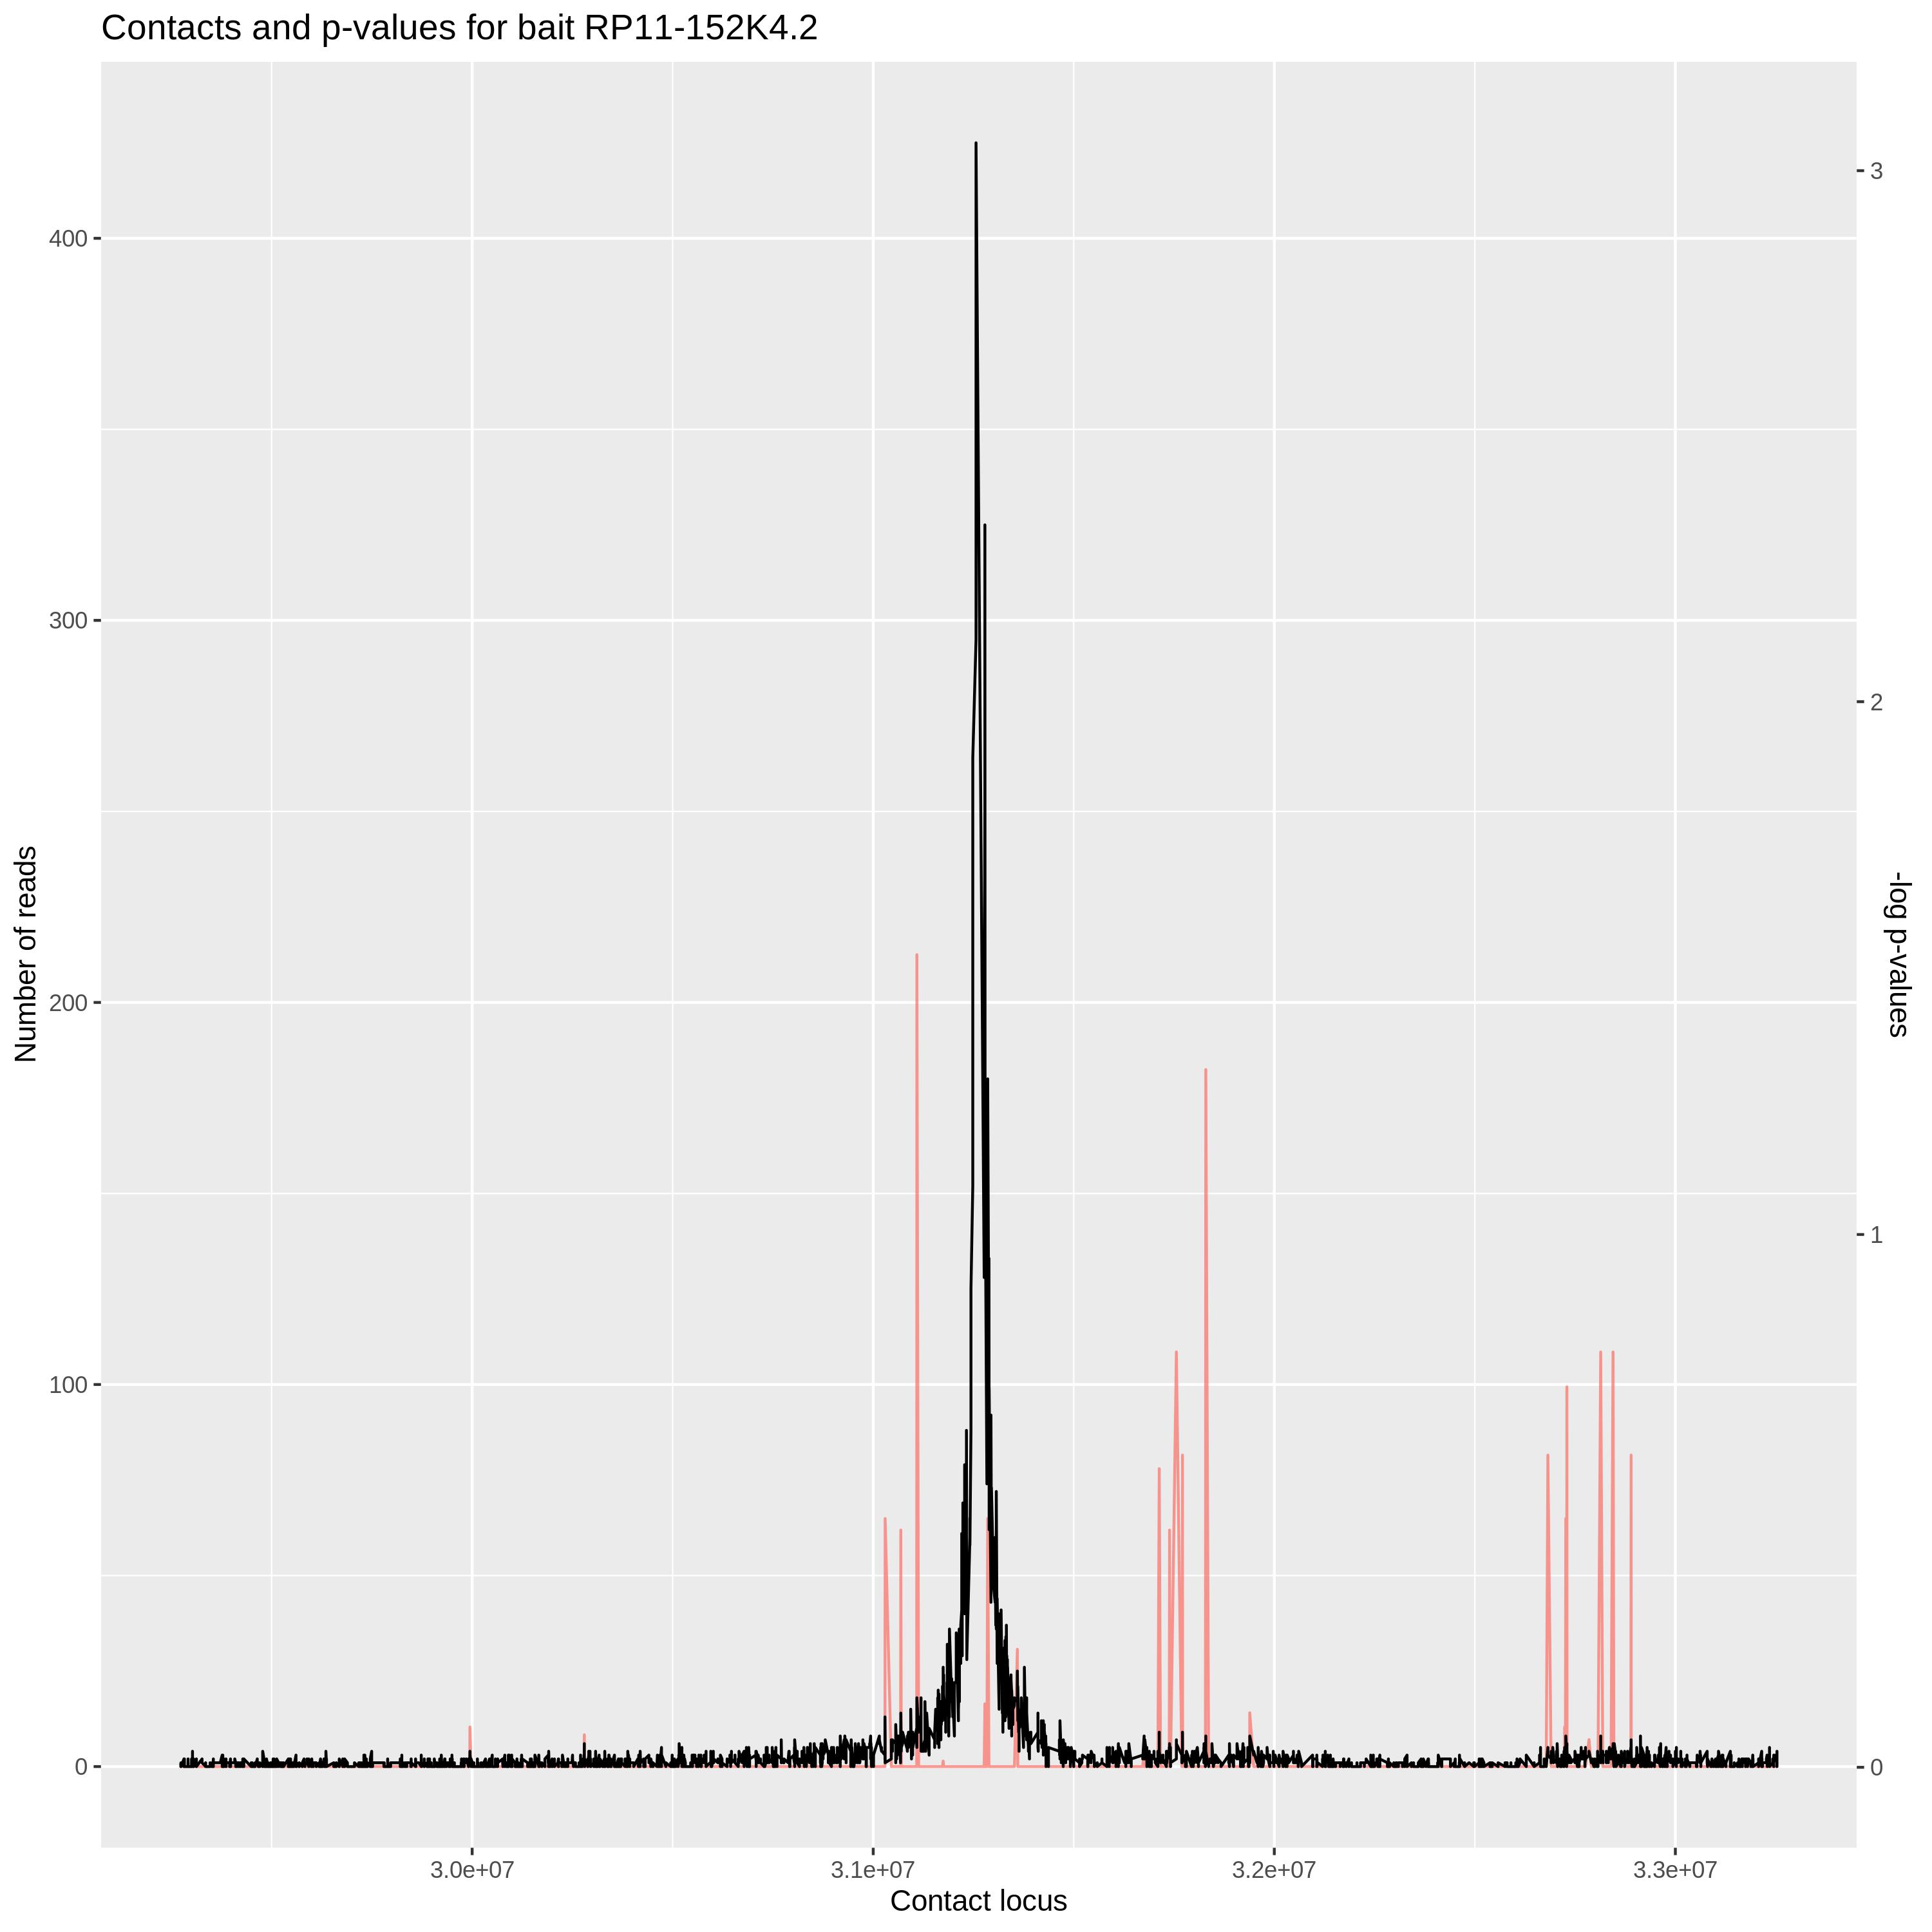 Contacts and p-values for bait RP11-152K4.2
400
300
200
100
0
Number of reads
3
2
1
0
-log p-values
3.0e+07
3.1e+07
3.2e+07
3.3e+07
Contact locus